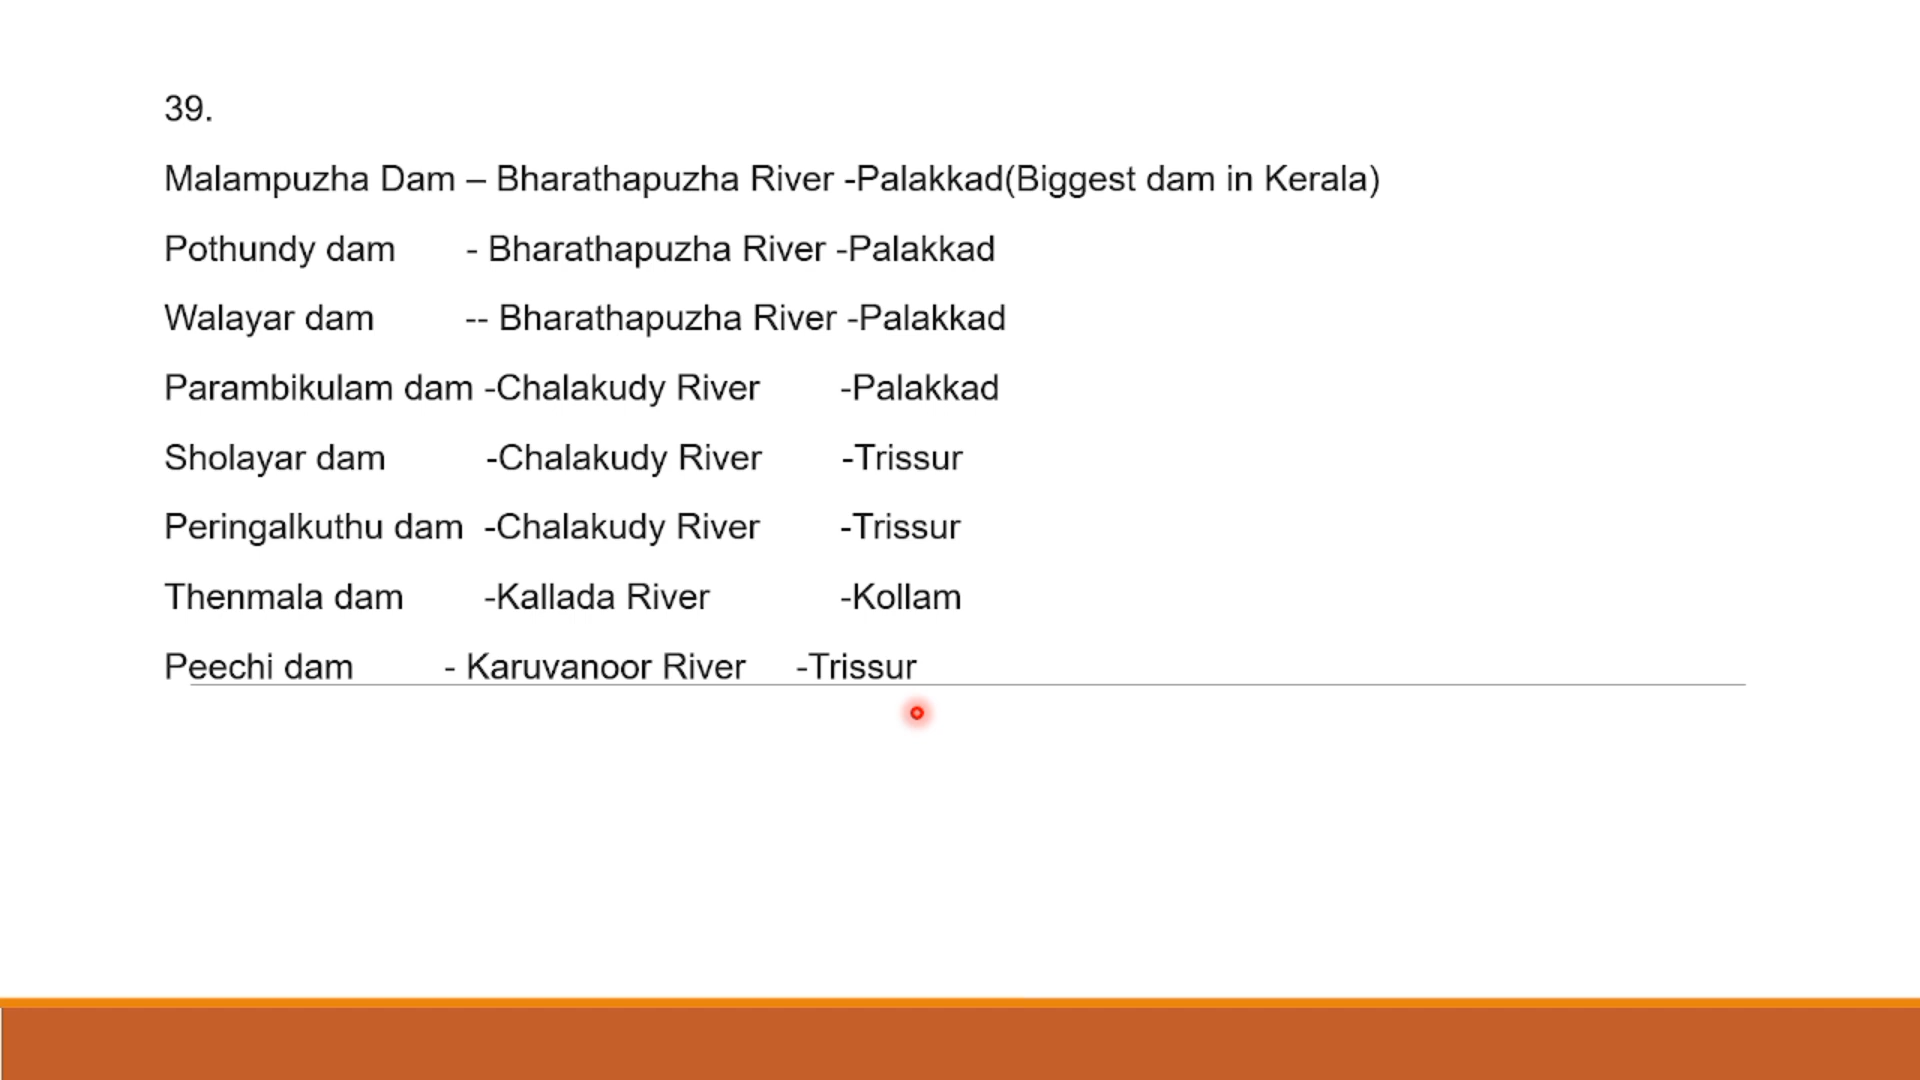 39.
Malampuzha Dam – Bharathapuzha River -Palakkad(Biggest dam in Kerala)
Pothundy dam - Bharathapuzha River -Palakkad
Walayar dam -- Bharathapuzha River -Palakkad
Parambikulam dam -Chalakudy River -Palakkad
Sholayar dam -Chalakudy River -Trissur
Peringalkuthu dam -Chalakudy River -Trissur
Thenmala dam -Kallada River -Kollam
Peechi dam - Karuvanoor River -Trissur